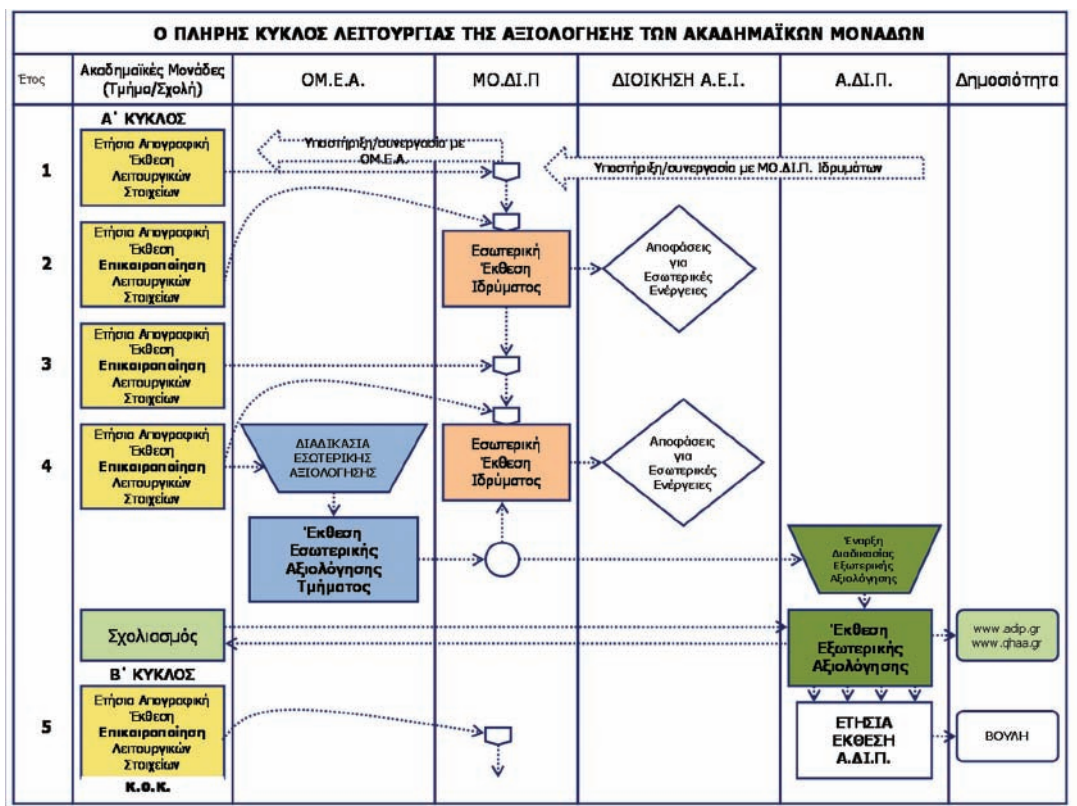 Ο ΠΛΗΡΗΣ ΚΥΚΛΟΣ ΛΕΙΤΟΥΡΓΙΑΣ ΤΗΣ ΑΞΙΟΛΟΓΗΣΗΣ ΤΩΝ ΑΚΑΔΗΜΑΪΚΩΝ ΜΟΝΑΔΩΝ
Έτος
Ακαδημαϊκές Μονάδες
(Τμήμα/Σχολή)
ΟΜ.Ε.Α.
ΜΟ.ΔΙ.Π
ΔΙΟΙΚΗΣΗ Α.Ε.Ι.
Α.ΔΙ.Π.
Δημοσιότητα
Α΄ ΚΥΚΛΟΣ
1
Ετήσια Απογραφική
Έκθεση
Λειτουργικών
Στοιχείων
Υποστήριξη/συνεργασία με
ΟΜ.Ε.Α.
Υποστήριξη/συνεργασία με ΜΟ.ΔΙ.Π. Ιδρυμάτων
2
Ετήσια Απογραφική
Έκθεση
Επικαιροποίηση
Λειτουργικών
Στοιχείων
Εσωτερική
Έκθεση
Ιδρύματος
Αποφάσεις
για
Εσωτερικές
Ενέργειες
3
Ετήσια Απογραφική
Έκθεση
Επικαιροποίηση
Λειτουργικών
Στοιχείων
4
Ετήσια Απογραφική
Έκθεση
Επικαιροποίηση
Λειτουργικών
Στοιχείων
ΔΙΑΔΙΚΑΣΙΑ
ΕΣΩΤΕΡΙΚΗΣ
ΑΞΙΟΛΟΓΗΣΗΣ
Εσωτερική
Έκθεση
Ιδρύματος
Αποφάσεις
για
Εσωτερικές
Ενέργειες
Έκθεση
Εσωτερικής
Αξιολόγησης
Τμήματος
Έναρξη
Διαδικασίας
Εξωτερικής
Αξιολόγησης
Σχολιασμός
Έκθεση
Εξωτερικής
Αξιολόγησης
www.adip.gr
www.qhaa.gr
Β΄ ΚΥΚΛΟΣ
5
Ετήσια Απογραφική
Έκθεση
Επικαιροποίηση
Λειτουργικών
Στοιχείων
κ.ο.κ.
ΕΤΗΣΙΑ
ΕΚΘΕΣΗ
Α.ΔΙ.Π.
ΒΟΥΛΗ